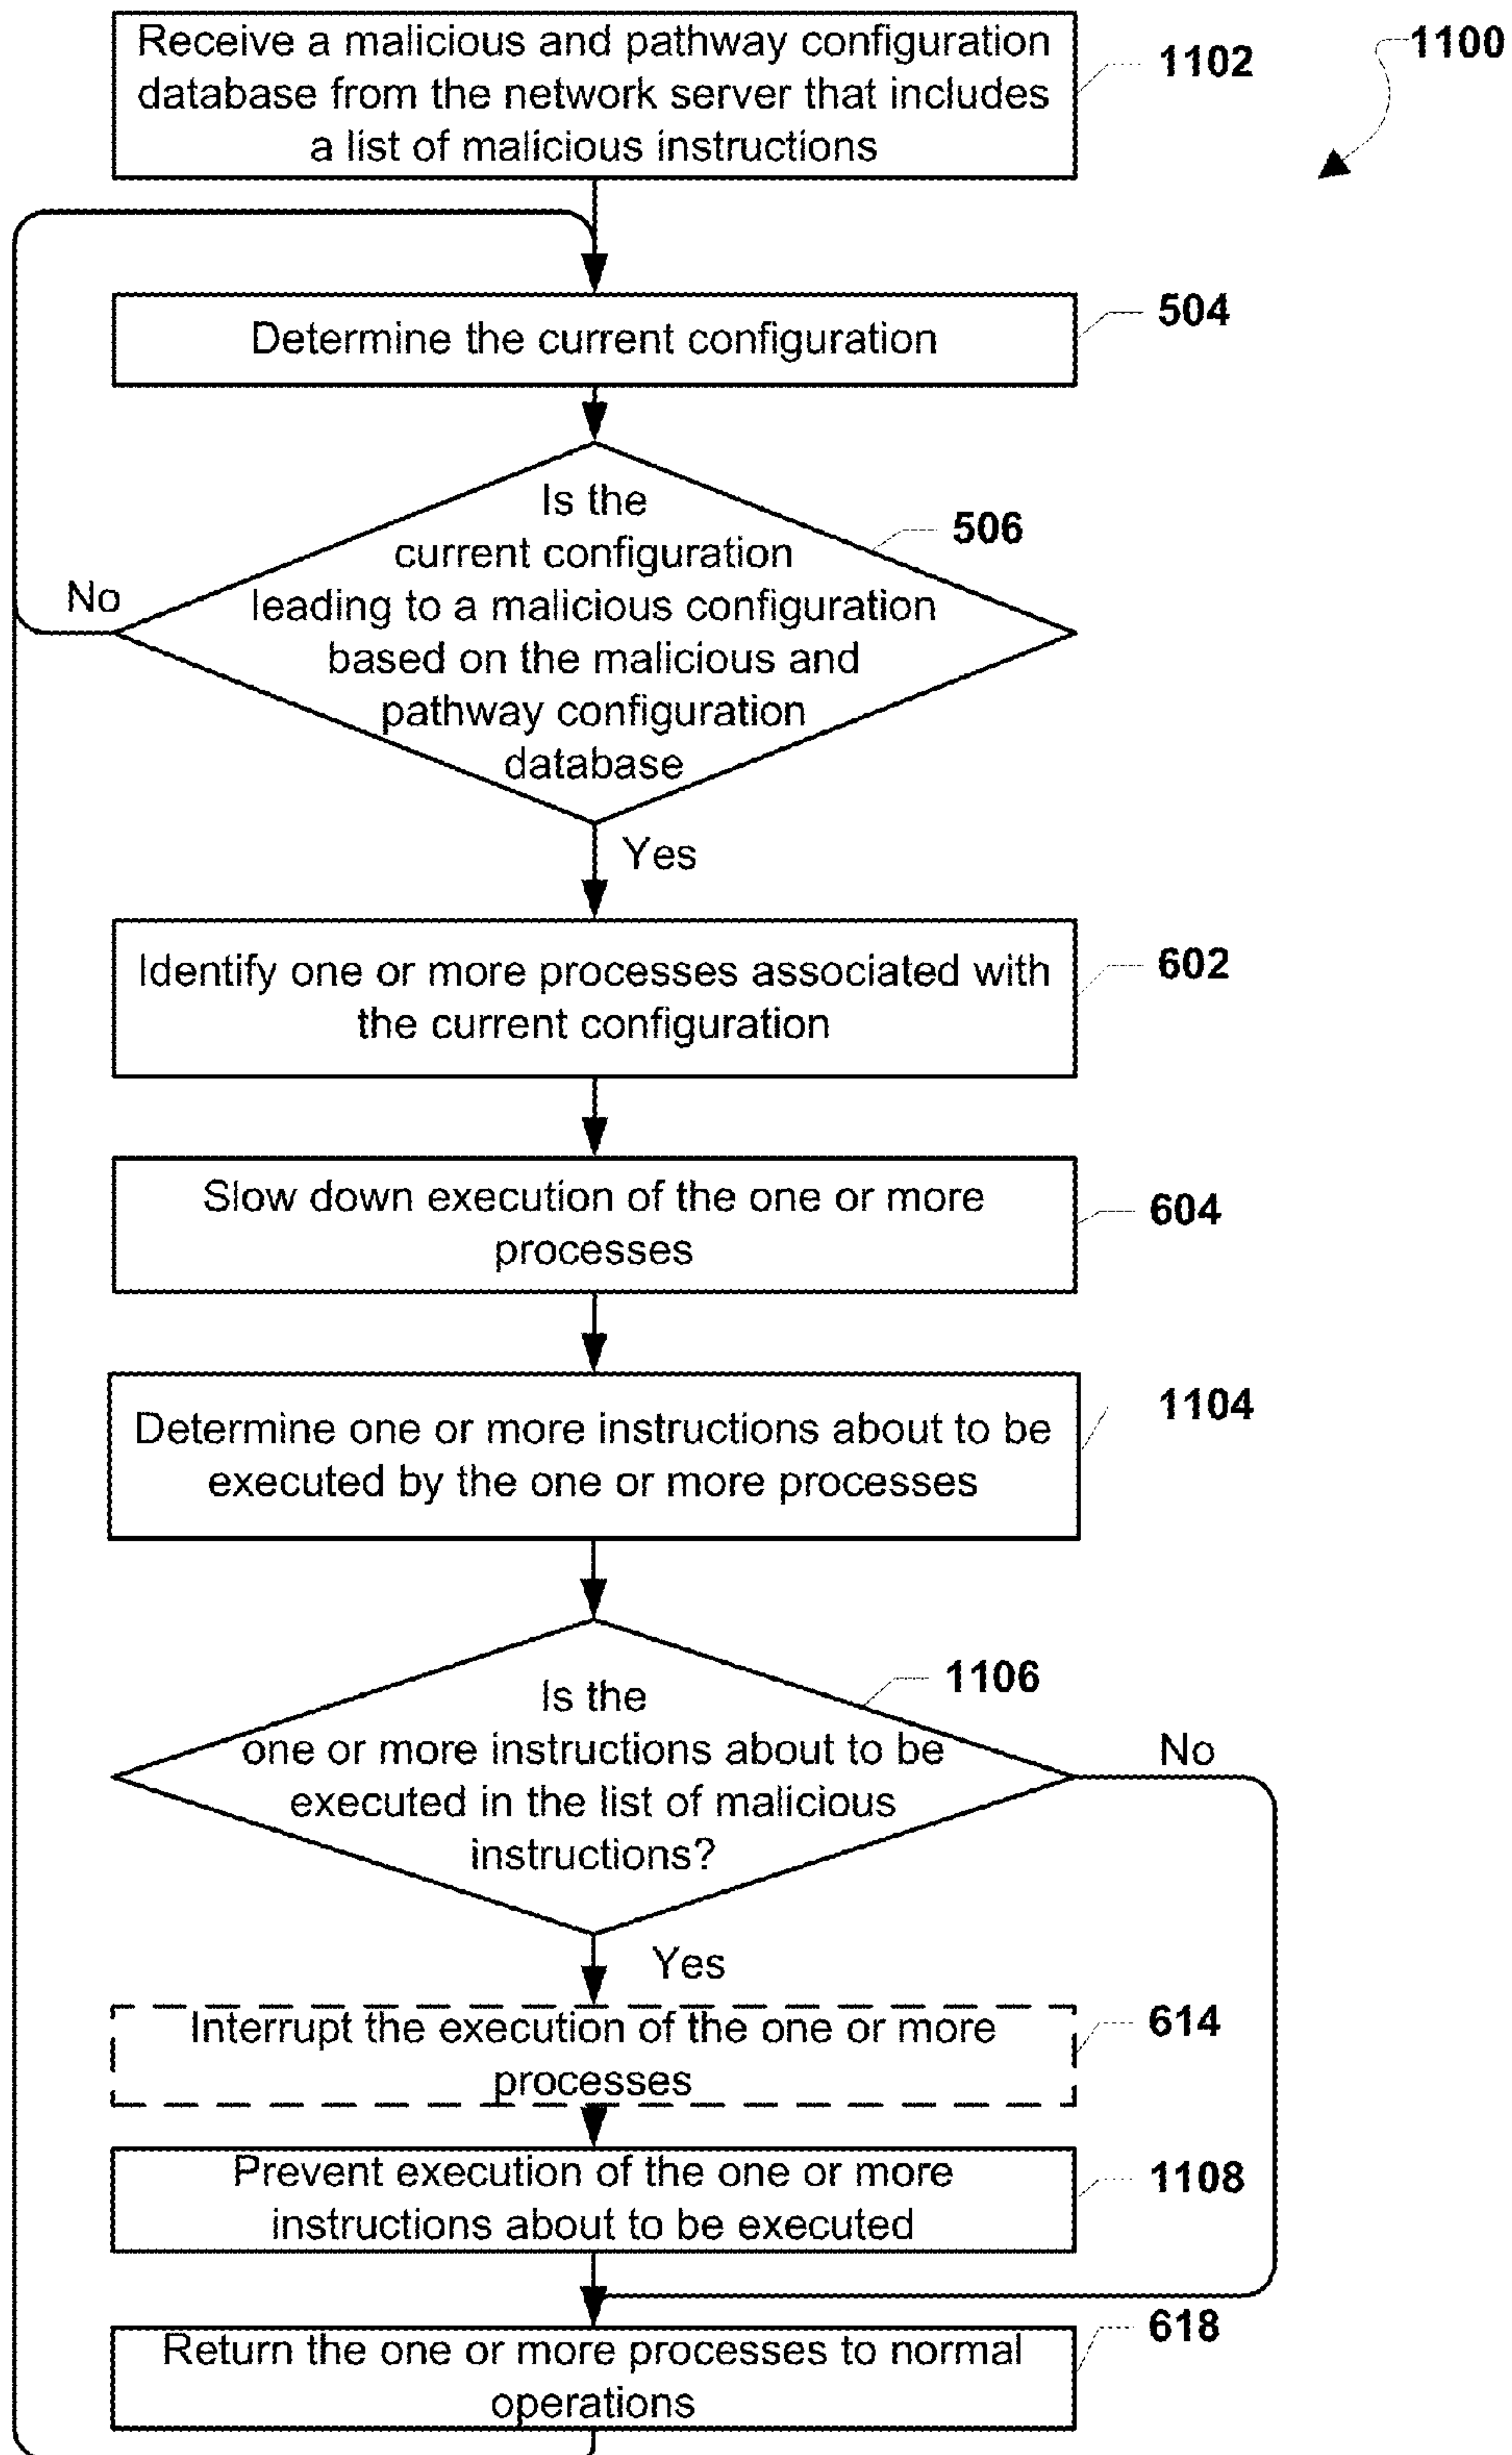 Receive a malicious and pathway configuration
database from the network server that includes
a list of malicious instructions
1102
1100
Determine the current configuration
504
Is the
current configuration
leading to a malicious configuration
based on the malicious and
pathway configuration
database
506
No
Yes
Identify one or more processes associated with
the current configuration
602
Slow down execution of the one or more
processes
604
Determine one or more instructions about to be
executed by the one or more processes
1104
Is the
one or more instructions about to be
executed in the list of malicious
instructions?
1106
No
Yes
Interrupt the execution of the one or more
processes
614
Prevent execution of the one or more
instructions about to be executed
1108
Return the one or more processes to normal
operations
618